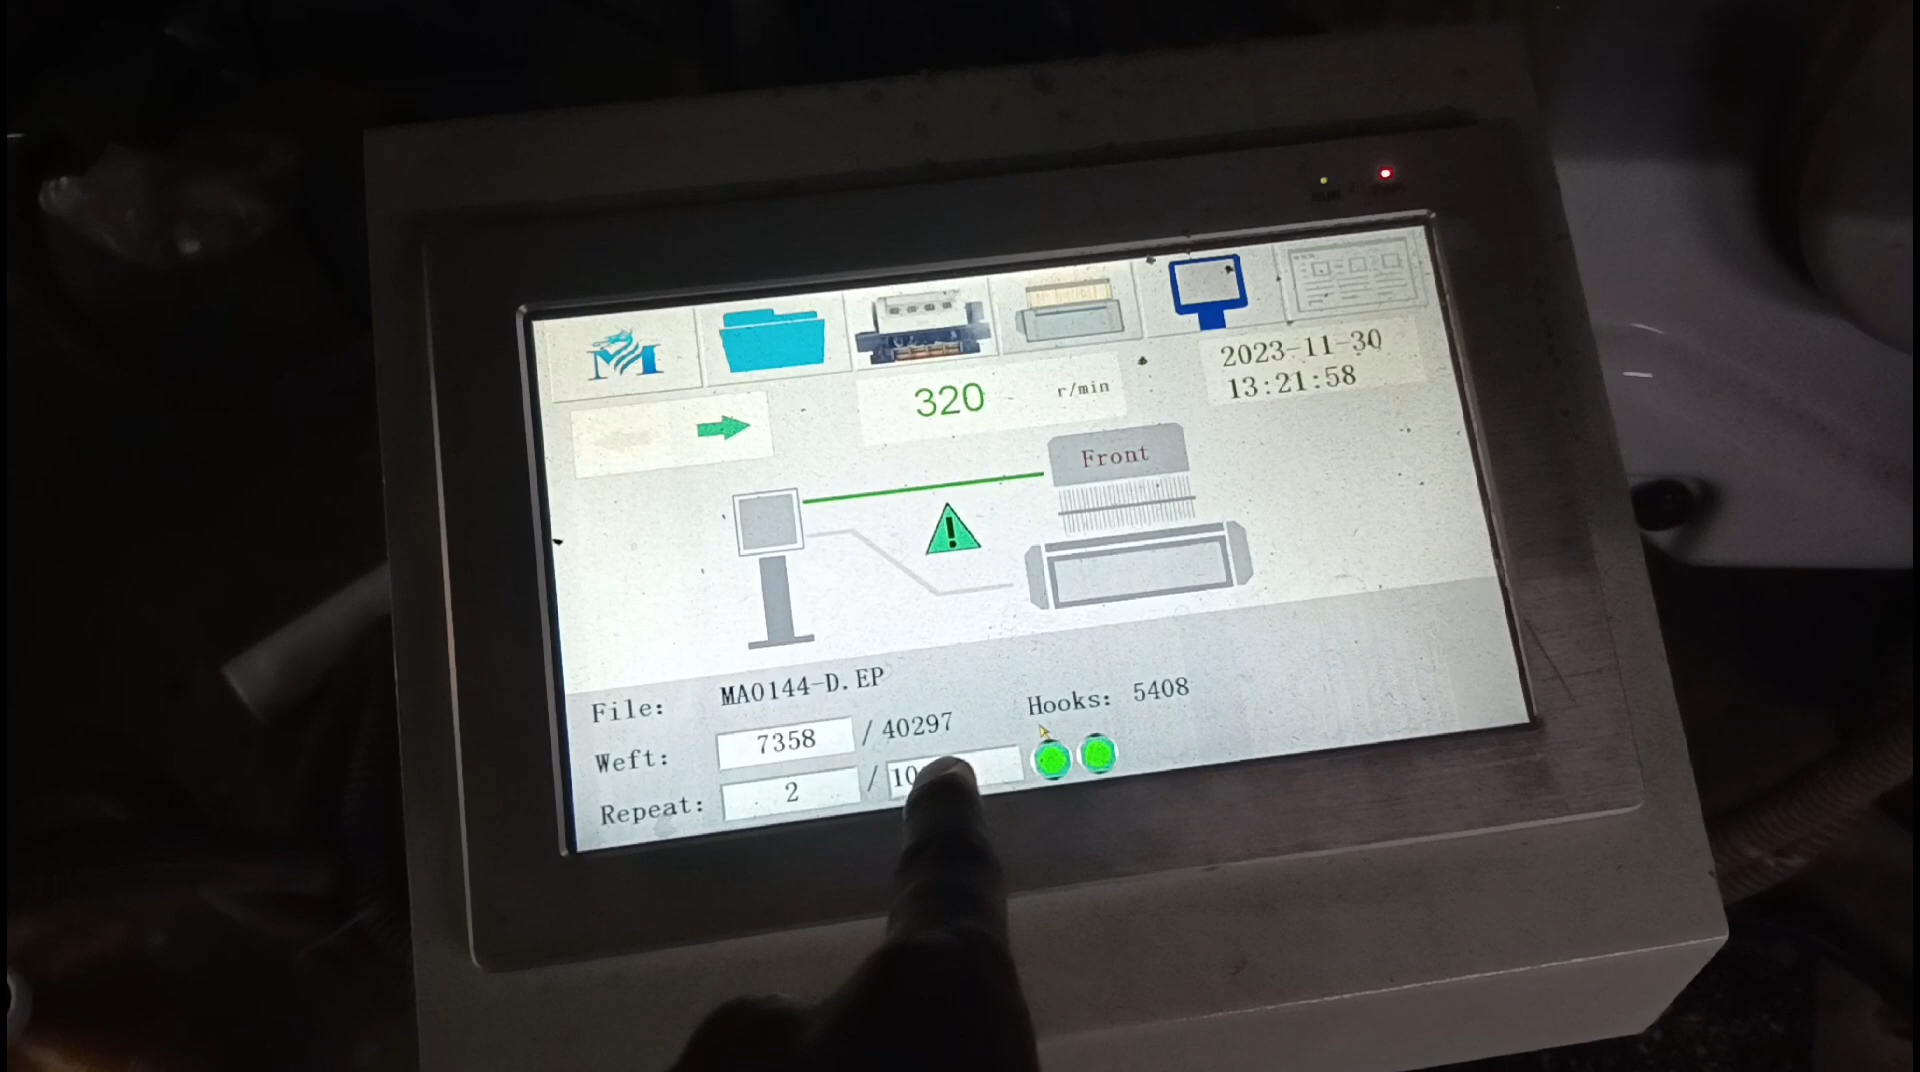 M
320 r/min
2023-11-30
13:21:58
Front
!
File: MA0144-D.EP
Hooks: 5408
Weft: 7358 / 40297
Repeat: 2 /